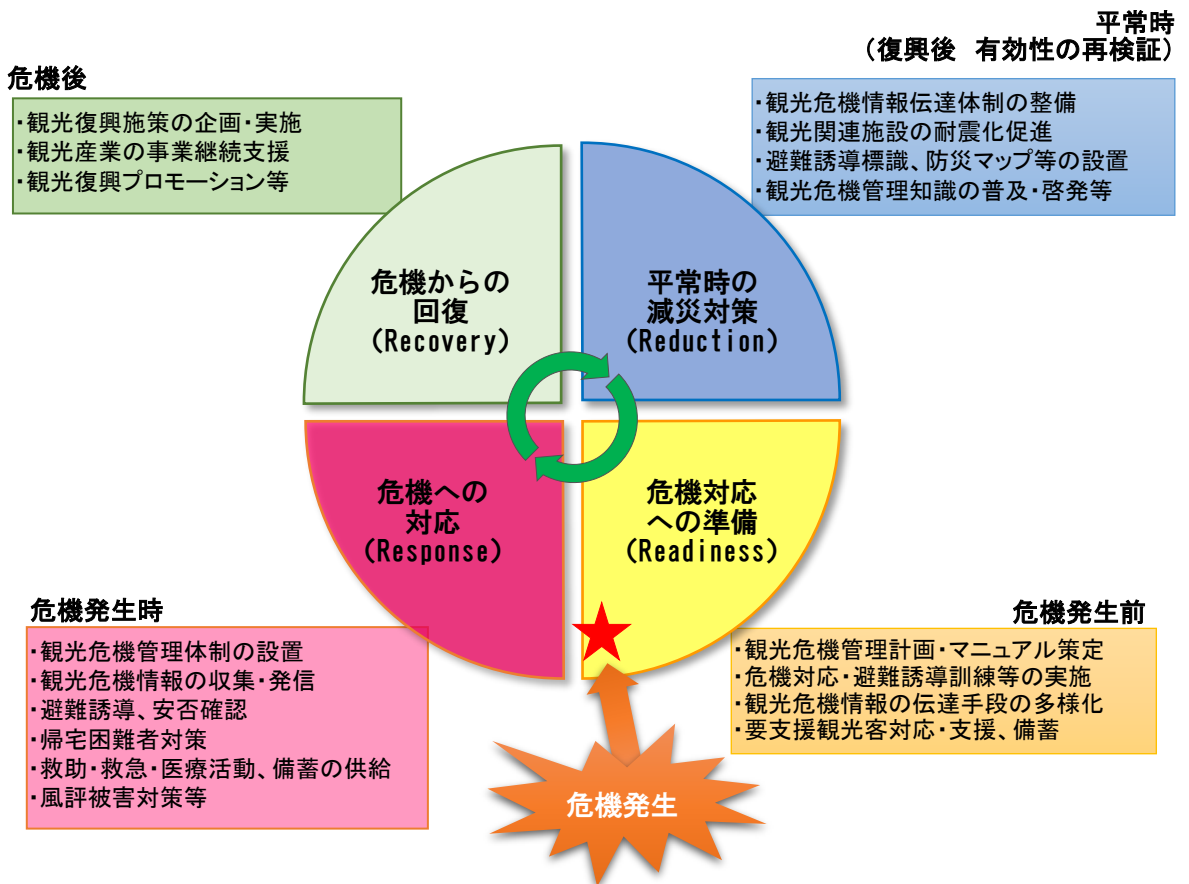 平常時
（復興後　有効性の再検証）
危機後
・観光復興施策の企画・実施
・観光産業の事業継続支援
・観光復興プロモーション等
・観光危機情報伝達体制の整備
・観光関連施設の耐震化促進
・避難誘導標識、防災マップ等の設置
・観光危機管理知識の普及・啓発等
危機からの
回復
（Recovery）
平常時の
減災対策
（Reduction）
危機への
対応
（Response）
危機対応
への準備
（Readiness）
危機発生時
・観光危機管理体制の設置
・観光危機情報の収集・発信
・避難誘導、安否確認
・帰宅困難者対策
・救助・救急・医療活動、備蓄の供給
・風評被害対策等
危機発生前
・観光危機管理計画・マニュアル策定
・危機対応・避難誘導訓練等の実施
・観光危機情報の伝達手段の多様化
・要支援観光客対応・支援、備蓄
危機発生